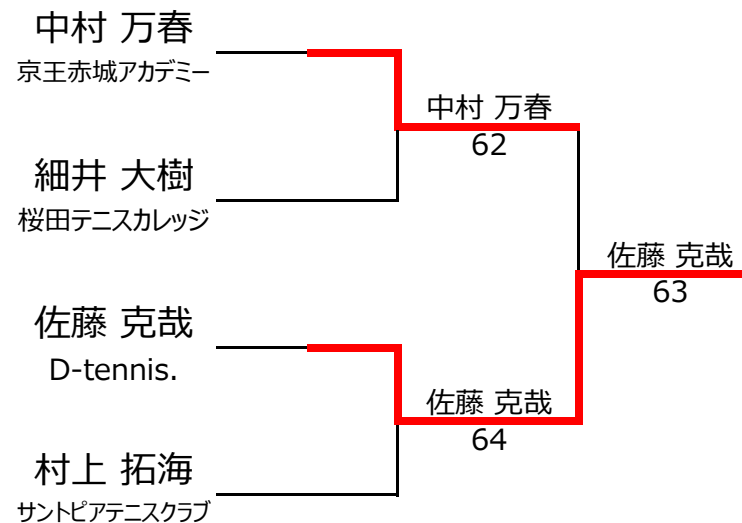 中村 万春
京王赤城アカデミー
中村 万春
62
細井 大樹
桜田テニスカレッジ
佐藤 克哉
63
佐藤 克哉
D-tennis.
佐藤 克哉
64
村上 拓海
サントピアテニスクラブ